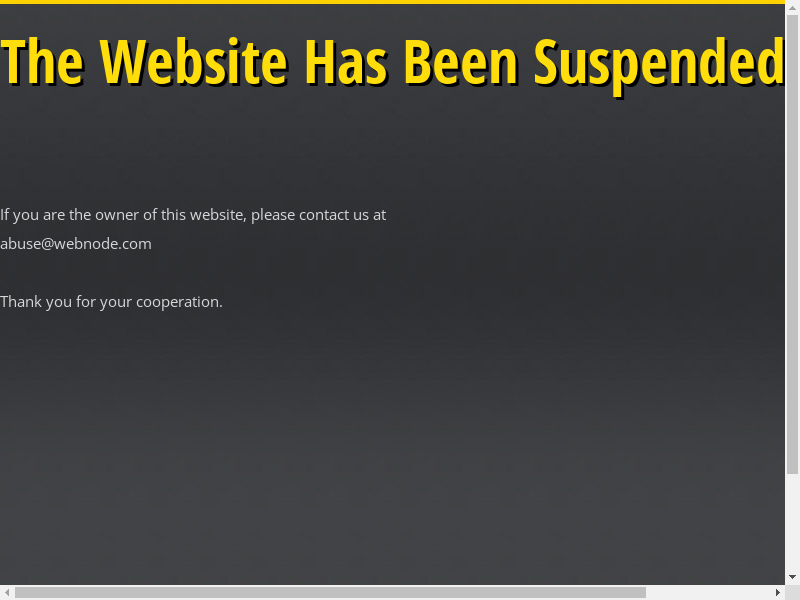 The Website Has Been Suspended
If you are the owner of this website, please contact us at
abuse@webnode.com
Thank you for your cooperation.